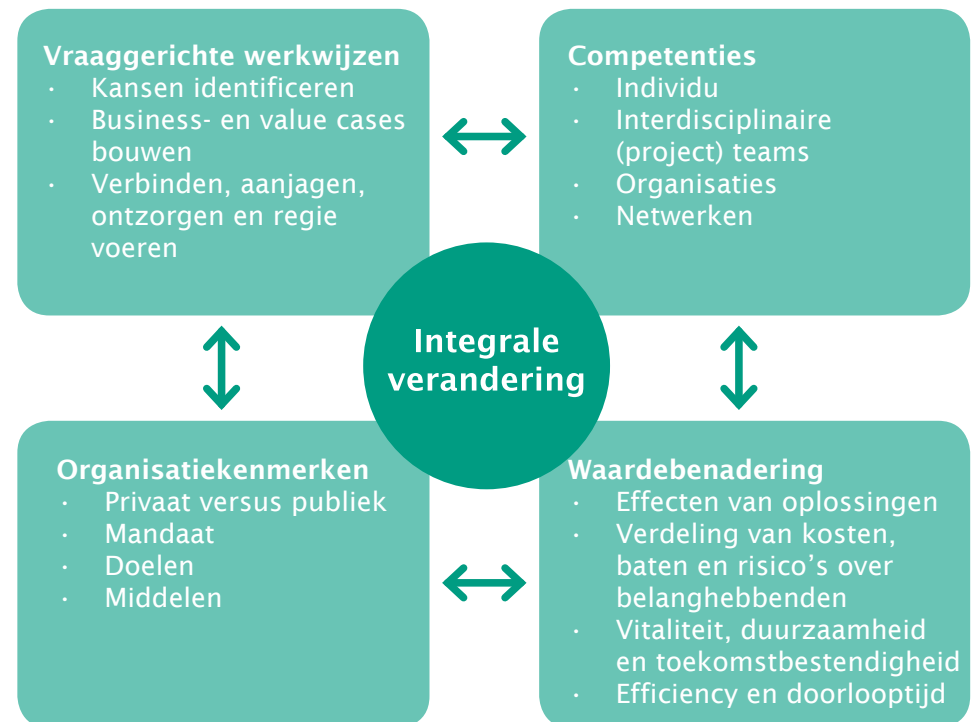 Vraaggerichte werkwijzen
· Kansen identificeren
· Business- en value cases
bouwen
· Verbinden, aanjagen,
ontzorgen en regie
voeren
Competenties
· Individu
· Interdisciplinaire
(project) teams
· Organisaties
· Netwerken
Integrale
verandering
Organisatiekenmerken
· Privaat versus publiek
· Mandaat
· Doelen
· Middelen
Waardebenadering
· Effecten van oplossingen
· Verdeling van kosten,
baten en risico’s over
belanghebbenden
· Vitaliteit, duurzaamheid
en toekomstbestendigheid
· Efficiency en doorlooptijd